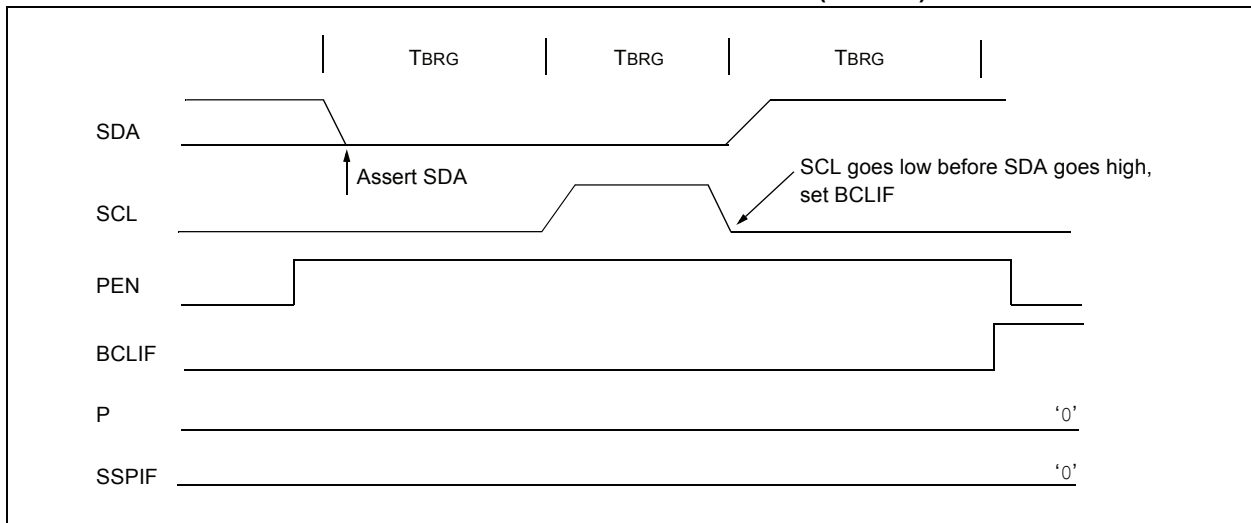 TBRG TBRG TBRG
SDA
Assert SDA
SCL goes low before SDA goes high,
set BCLIF
SCL
PEN
BCLIF
P
‘0’
SSPIF
‘0’